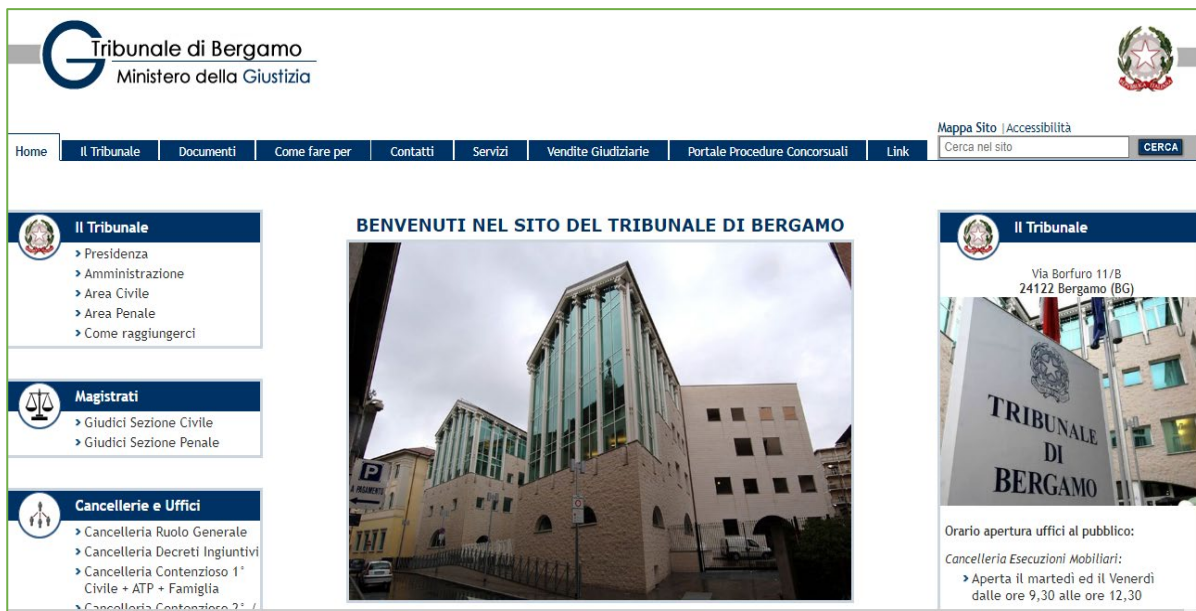 Tribunale di Bergamo
Ministero della Giustizia
Mappa Sito | Accessibilità
Home Il Tribunale Documenti Come fare per Contatti Servizi Vendite Giudiziarie Portale Procedure Concorsuali Link
Cerca nel sito CERCA
Il Tribunale
Presidenza
Amministrazione
Area Civile
Area Penale
Come raggiungerci
Magistrati
Giudici Sezione Civile
Giudici Sezione Penale
Cancellerie e Uffici
Cancelleria Ruolo Generale
Cancelleria Decreti Ingiuntivi
Cancelleria Contenzioso 1°
Civile + ATP + Famiglia
Cancelleria Contenzioso 2° /
BENVENUTI NEL SITO DEL TRIBUNALE DI BERGAMO
P
A PAGAMENTO
Il Tribunale
Via Borfuro 11/B
24122 Bergamo (BG)
TRIBUNALE
DI
BERGAMO
Orario apertura uffici al pubblico:
Cancelleria Esecuzioni Mobiliari:
Aperta il martedì ed il Venerdì
dalle ore 9,30 alle ore 12,30